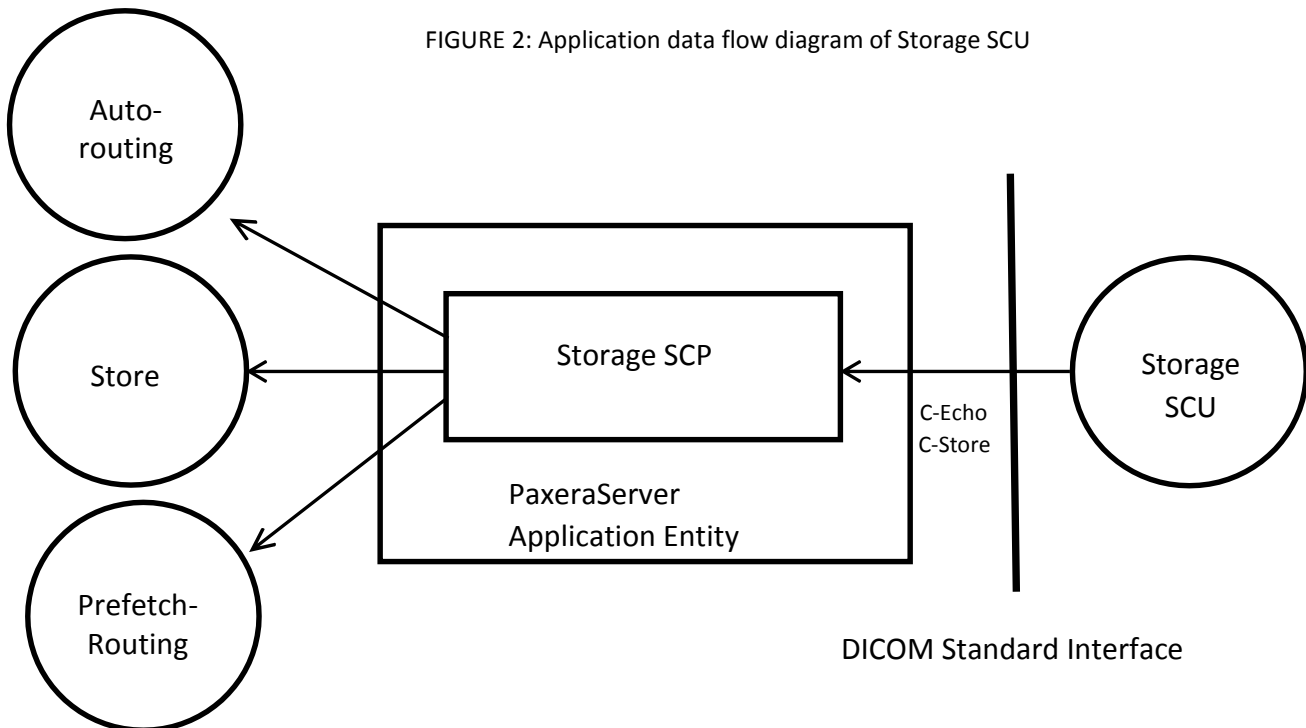 FIGURE 2: Application data flow diagram of Storage SCU
Auto-
routing
Store
Prefetch-
Routing
Storage SCP
PaxeraServer
Application Entity
C-Echo
C-Store
Storage
SCU
DICOM Standard Interface